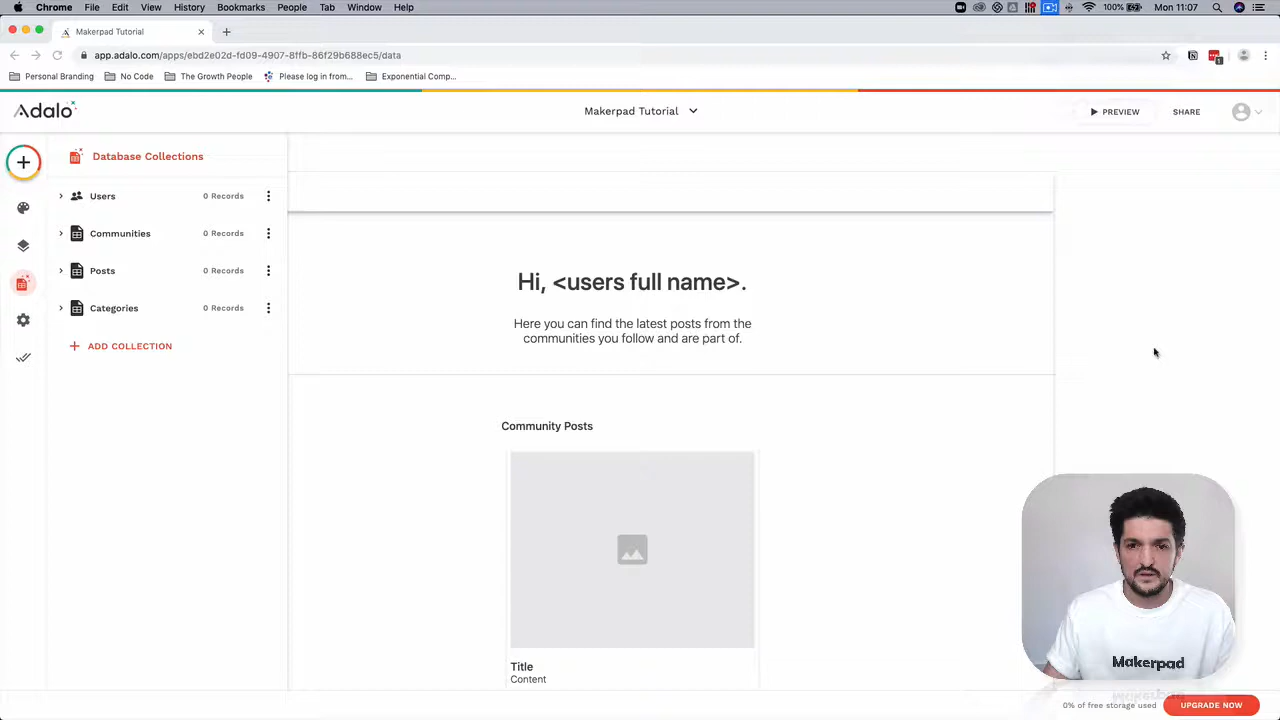 Chrome File Edit View History Bookmarks People Tab Window Help 100% Mon 11:07
Makerpad Tutorial
app.adalo.com/apps/ebd2e02d-fd09-4907-8ffb-86f29b688ec5/data
Personal Branding No Code The Growth People Please log in from... Exponential Comp...
Adalo Makerpad Tutorial PREVIEW SHARE
Database Collections
Users 0 Records
Communities 0 Records
Posts 0 Records
Categories 0 Records
ADD COLLECTION
Hi, <users full name>.
Here you can find the latest posts from the
communities you follow and are part of.
Community Posts
Title
Content
Makerpad
0% of free storage used UPGRADE NOW